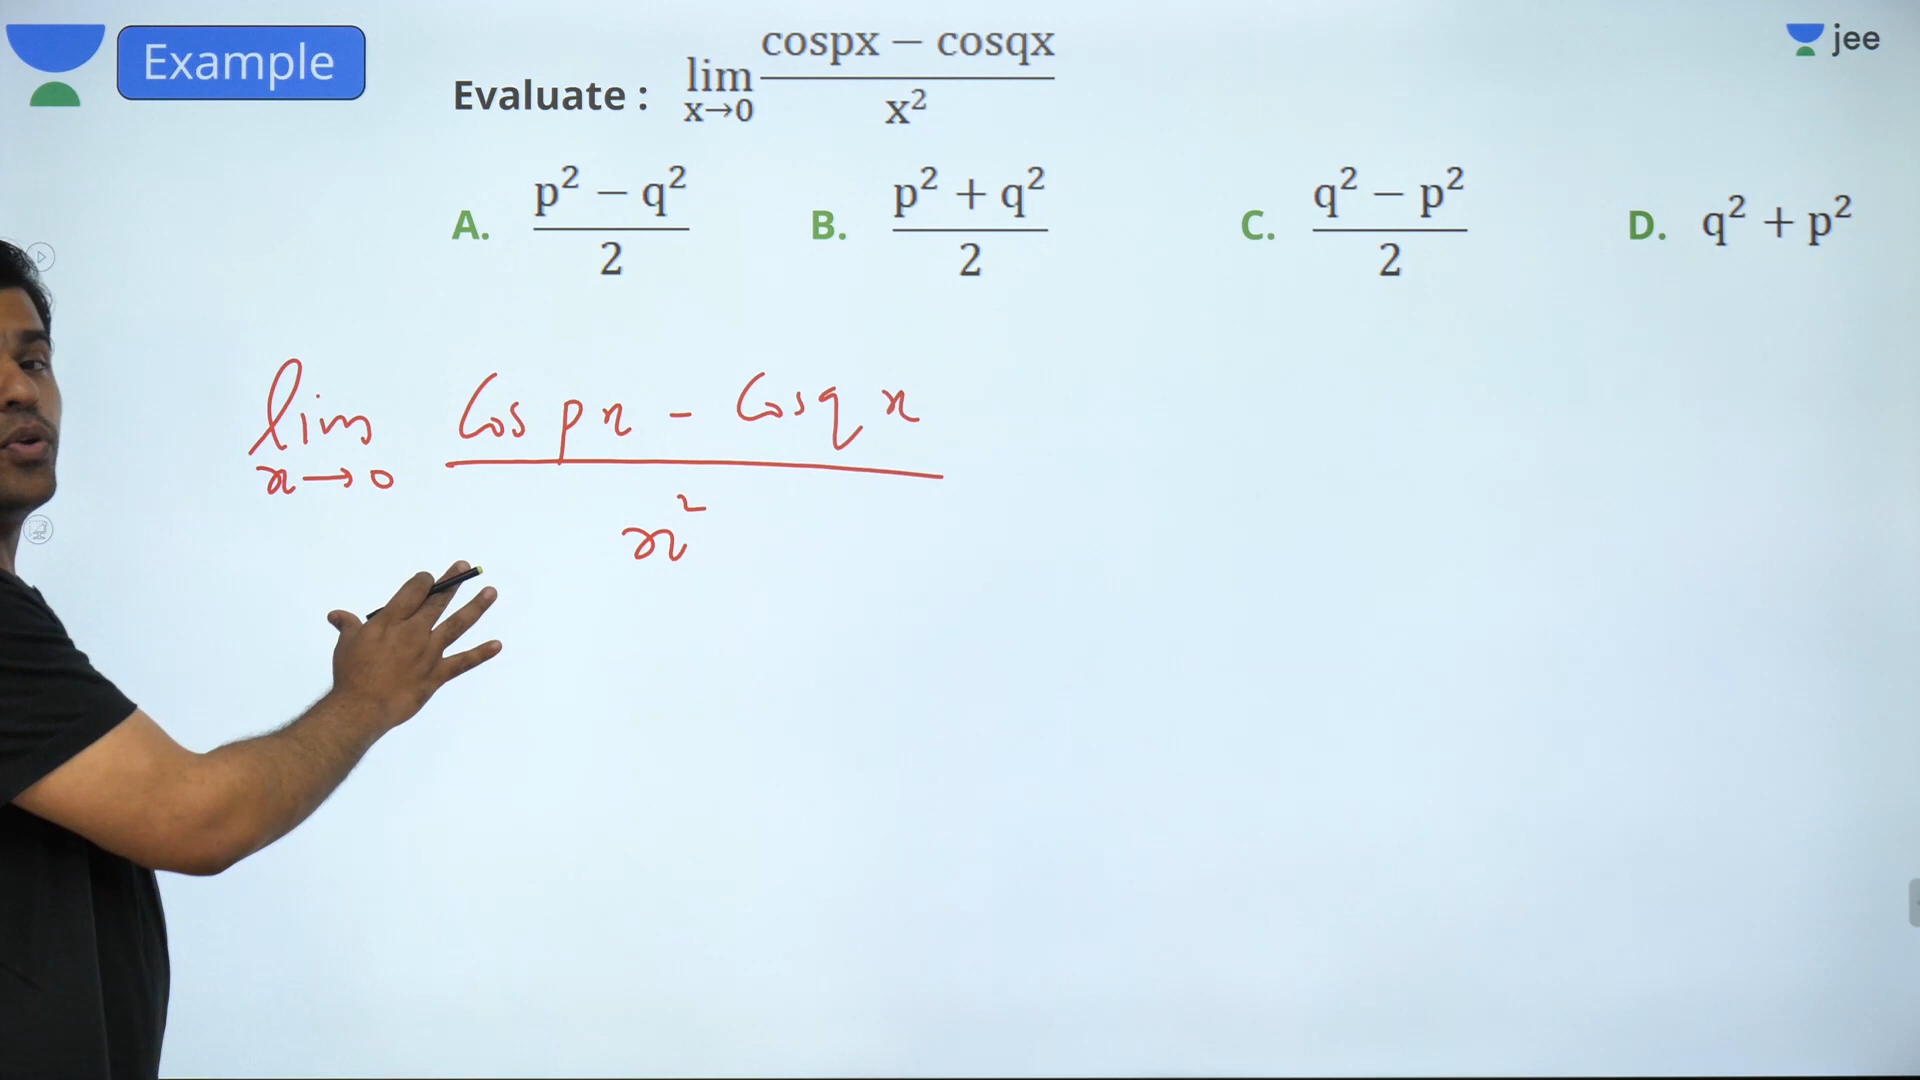 Example
jee
Evaluate : lim x→0 (cospx − cosqx) / x²
A. (p² − q²) / 2 B. (p² + q²) / 2 C. (q² − p²) / 2 D. q² + p²
lim x→0 (Cos px - Cosqx) / x²